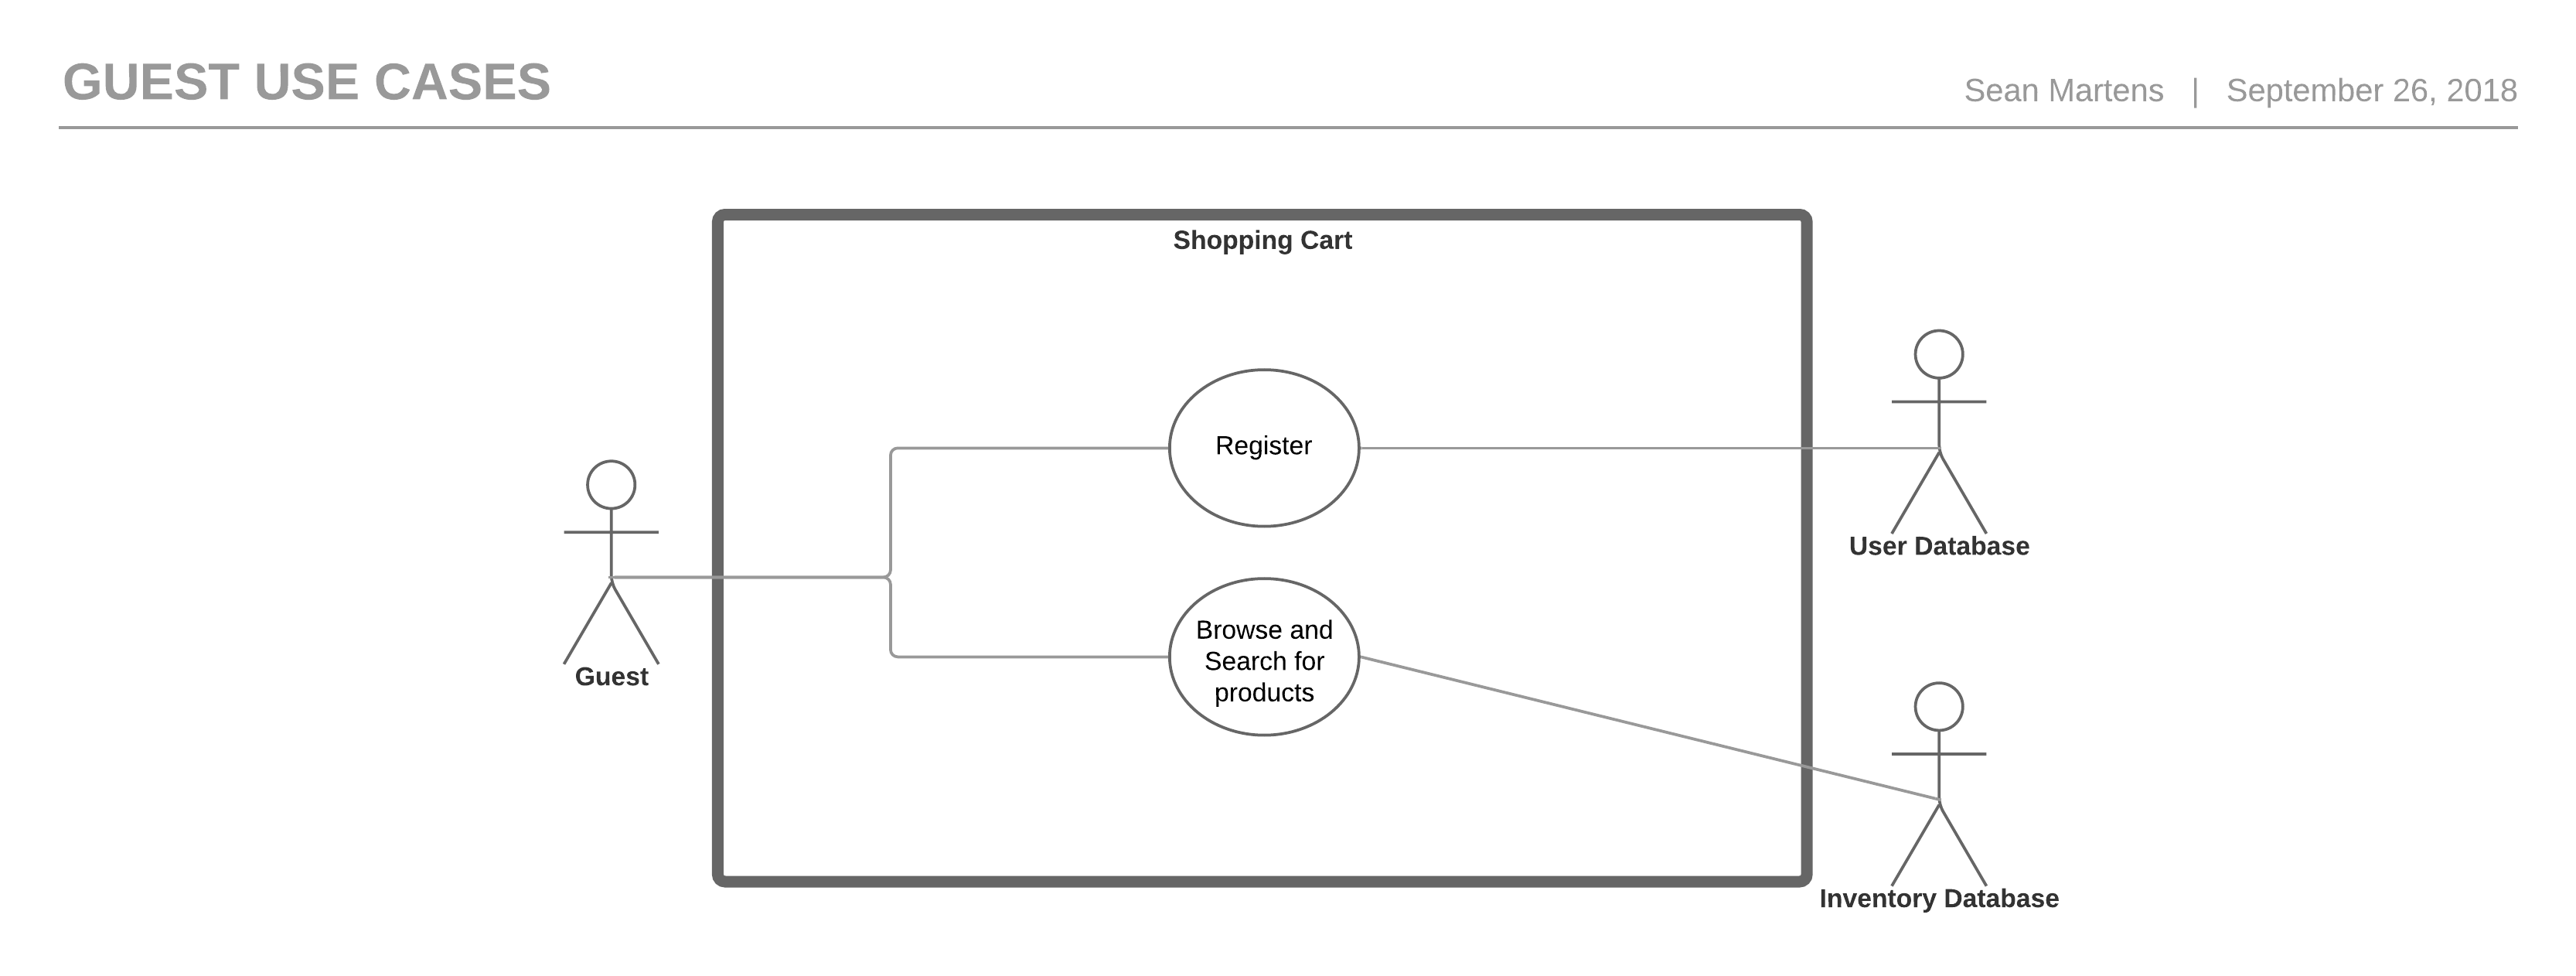 GUEST USE CASES
Sean Martens | September 26, 2018
Shopping Cart
Register
User Database
Browse and
Search for
products
Guest
Inventory Database